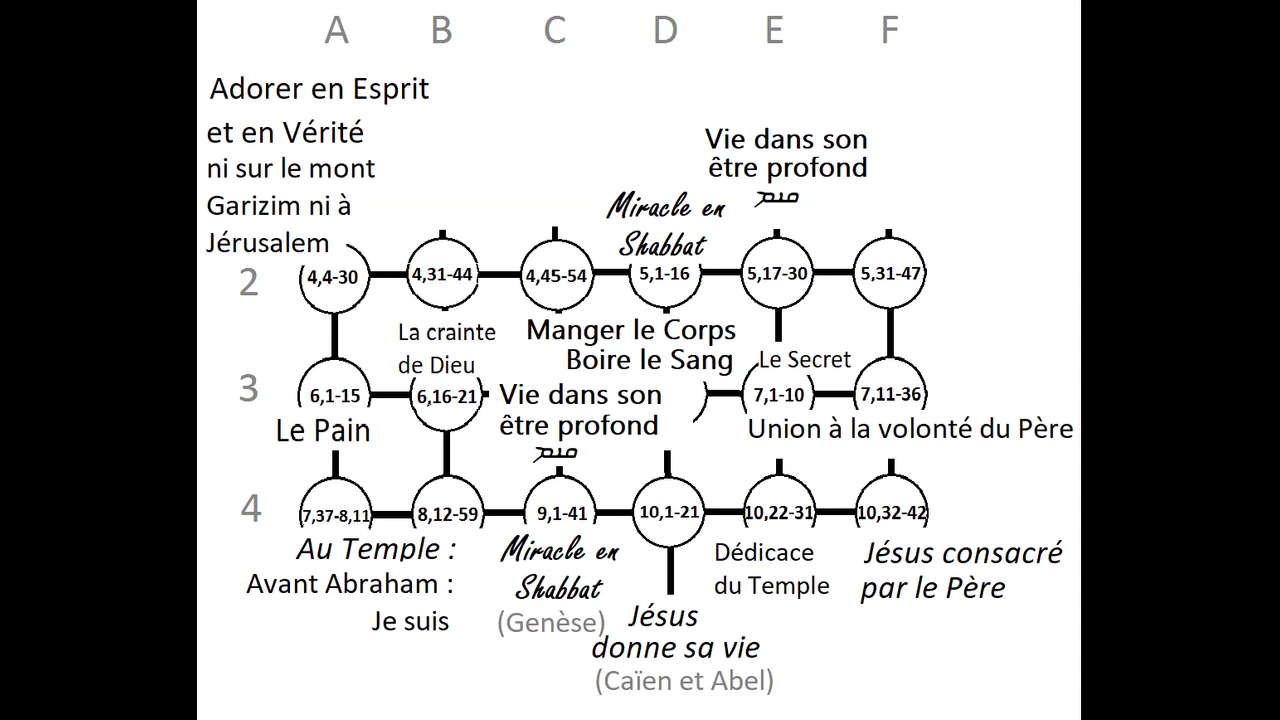 A B C D E F
Adorer en Esprit
et en Vérité
ni sur le mont
Garizim ni à
Jérusalem
Vie dans son
être profond
Miracle en
Shabbat
2
4,4-30
4,31-44
4,45-54
5,1-16
5,17-30
5,31-47
La crainte
de Dieu
Manger le Corps
Boire le Sang
Le Secret
3
6,1-15
6,16-21
Vie dans son
être profond
7,1-10
7,11-36
Le Pain
Union à la volonté du Père
4
7,37-8,11
8,12-59
9,1-41
10,1-21
10,22-31
10,32-42
Au Temple :
Avant Abraham :
Je suis
Miracle en
Shabbat
(Genèse)
Jésus
donne sa vie
(Caïen et Abel)
Dédicace
du Temple
Jésus consacré
par le Père